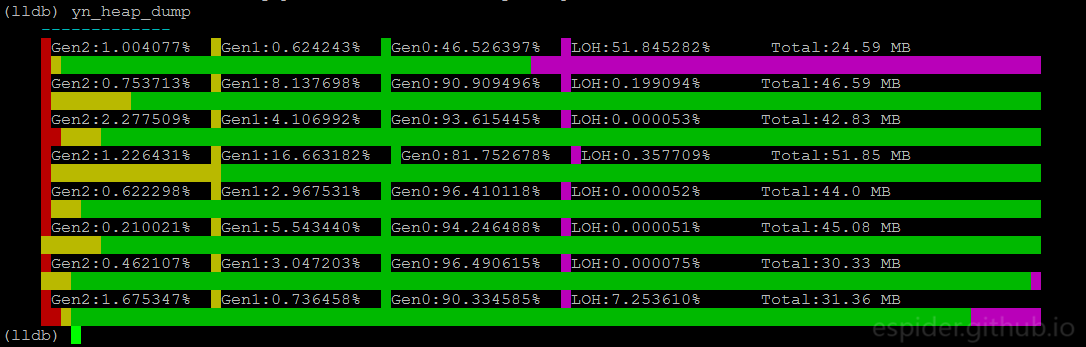 (lldb) yn_heap_dump
-------------
Gen2:1.004077% Gen1:0.624243% Gen0:46.526397% LOH:51.845282% Total:24.59 MB
Gen2:0.753713% Gen1:8.137698% Gen0:90.909496% LOH:0.199094% Total:46.59 MB
Gen2:2.277509% Gen1:4.106992% Gen0:93.615445% LOH:0.000053% Total:42.83 MB
Gen2:1.226431% Gen1:16.663182% Gen0:81.752678% LOH:0.357709% Total:51.85 MB
Gen2:0.622298% Gen1:2.967531% Gen0:96.410118% LOH:0.000052% Total:44.0 MB
Gen2:0.210021% Gen1:5.543440% Gen0:94.246488% LOH:0.000051% Total:45.08 MB
Gen2:0.462107% Gen1:3.047203% Gen0:96.490615% LOH:0.000075% Total:30.33 MB
Gen2:1.675347% Gen1:0.736458% Gen0:90.334585% LOH:7.253610% Total:31.36 MB
(lldb)
espider.github.io